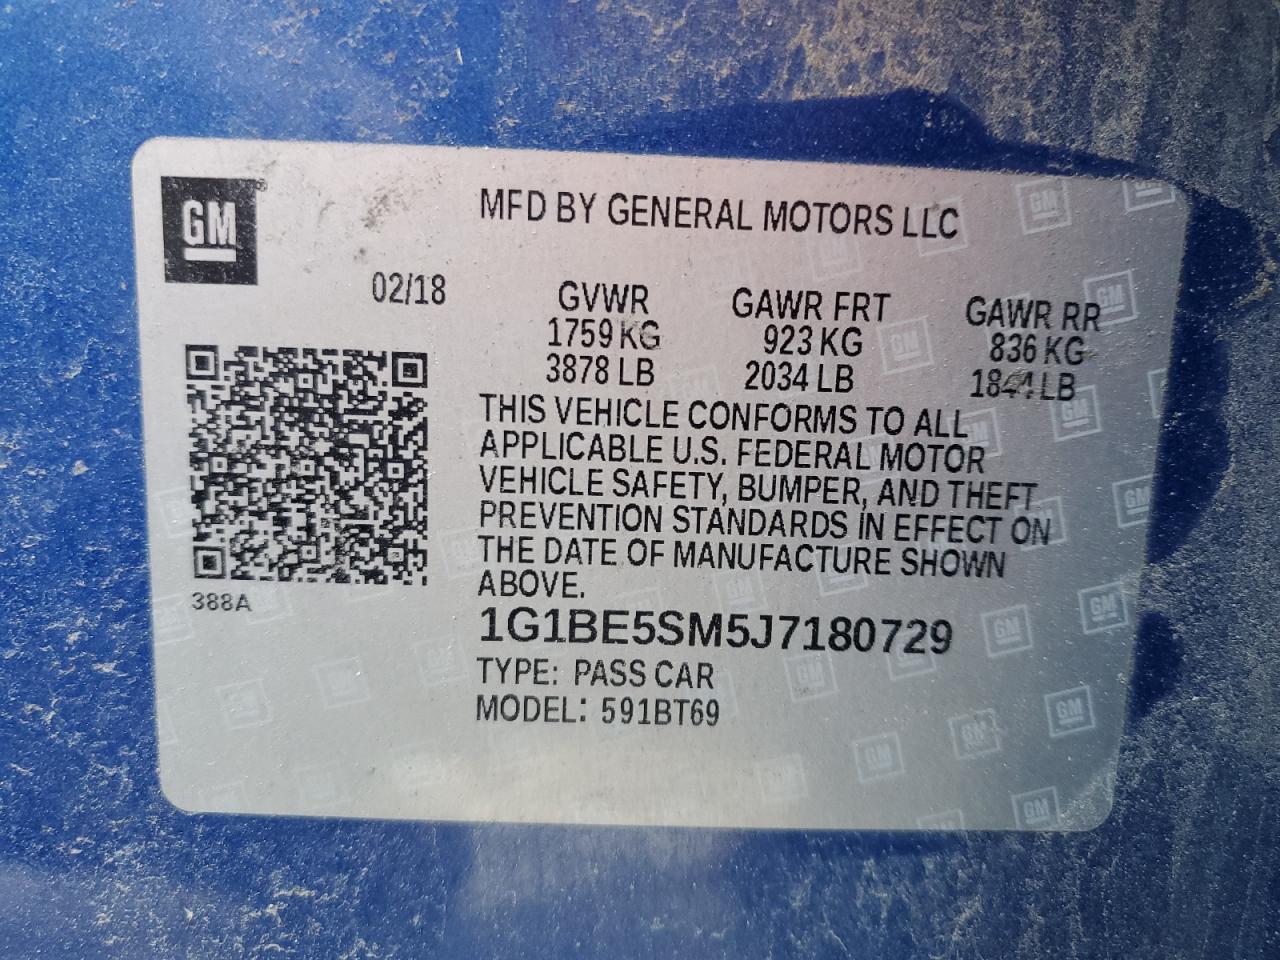 GM
MFD BY GENERAL MOTORS LLC
02/18
GVWR GAWR FRT GAWR RR
1759 KG 923 KG 836 KG
3878 LB 2034 LB 1844 LB
THIS VEHICLE CONFORMS TO ALL
APPLICABLE U.S. FEDERAL MOTOR
VEHICLE SAFETY, BUMPER, AND THEFT
PREVENTION STANDARDS IN EFFECT ON
THE DATE OF MANUFACTURE SHOWN
ABOVE.
388A
1G1BE5SM5J7180729
TYPE: PASS CAR
MODEL: 591BT69